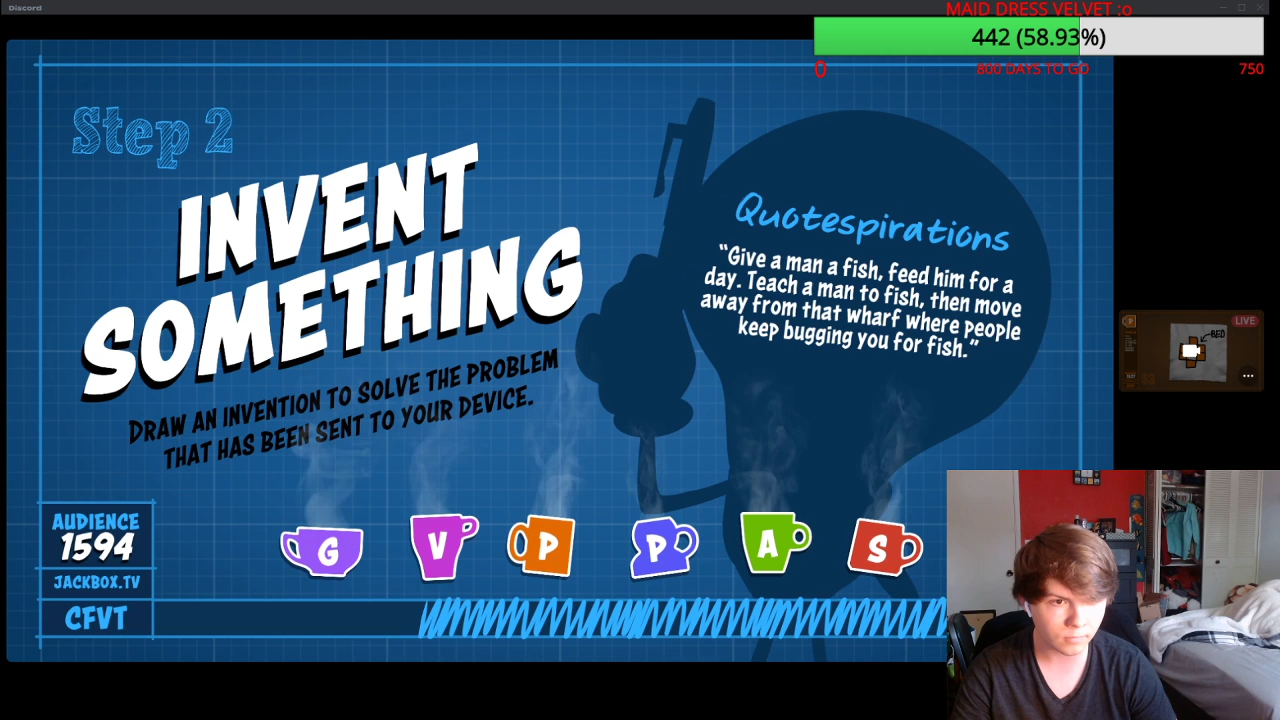 Discord
MAID DRESS VELVET :o
442 (58.93%)
0
800 DAYS TO GO
750
Step 2
INVENT
SOMETHING
DRAW AN INVENTION TO SOLVE THE PROBLEM
THAT HAS BEEN SENT TO YOUR DEVICE.
Quotespirations
"Give a man a fish, feed him for a
day. Teach a man to fish, then move
away from that wharf where people
keep bugging you for fish."
LIVE
P
BED
AUDIENCE
1594
JACKBOX.TV
CFVT
G
V
P
P
A
S